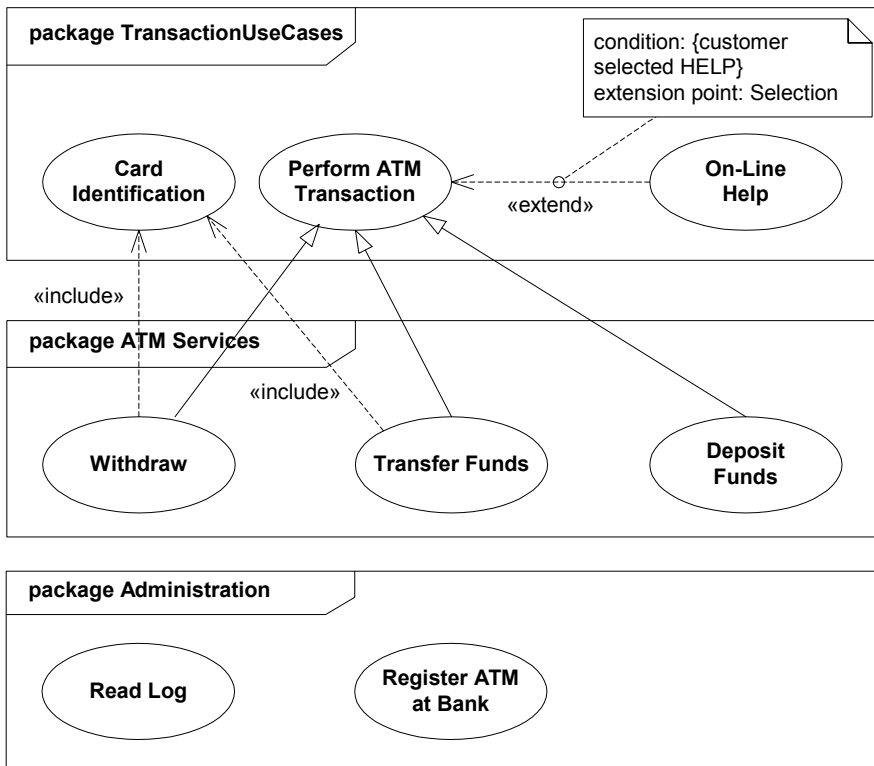 package TransactionUseCases
condition: {customer
selected HELP}
extension point: Selection
Card
Identification
Perform ATM
Transaction
On-Line
Help
«extend»
«include»
package ATM Services
«include»
Withdraw
Transfer Funds
Deposit
Funds
package Administration
Read Log
Register ATM
at Bank